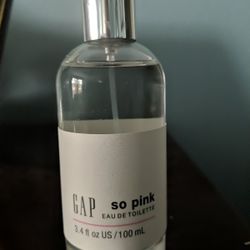 GAP so pink
EAU DE TOILETTE
3.4 fl oz US / 100 mL